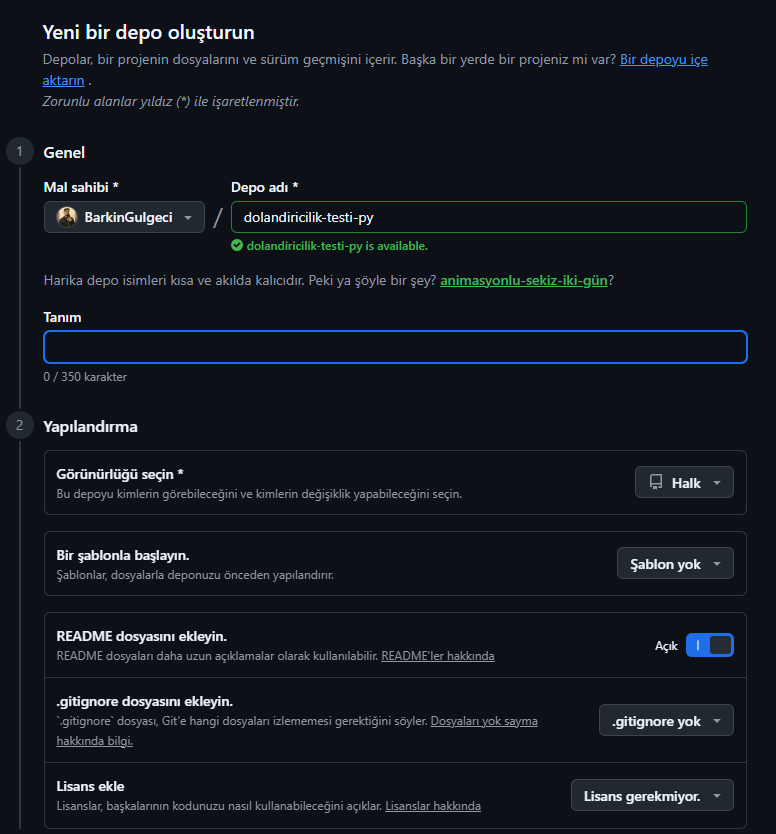 Yeni bir depo oluşturun
Depolar, bir projenin dosyalarını ve sürüm geçmişini içerir. Başka bir yerde bir projeniz mi var? Bir depoyu içe
aktarın .
Zorunlu alanlar yıldız (*) ile işaretlenmiştir.
1
Genel
Mal sahibi *
Depo adı *
BarkinGulgeci
/
dolandiricilik-testi-py
dolandiricilik-testi-py is available.
Harika depo isimleri kısa ve akılda kalıcıdır. Peki ya şöyle bir şey? animasyonlu-sekiz-iki-gün?
Tanım
0 / 350 karakter
2
Yapılandırma
Görünürlüğü seçin *
Bu depoyu kimlerin görebileceğini ve kimlerin değişiklik yapabileceğini seçin.
Halk
Bir şablonla başlayın.
Şablonlar, dosyalarla deponuzu önceden yapılandırır.
Şablon yok
README dosyasını ekleyin.
README dosyaları daha uzun açıklamalar olarak kullanılabilir. README'ler hakkında
Açık
.gitignore dosyasını ekleyin.
`.gitignore` dosyası, Git'e hangi dosyaları izlememesi gerektiğini söyler. Dosyaları yok sayma
hakkında bilgi.
.gitignore yok
Lisans ekle
Lisanslar, başkalarının kodunuzu nasıl kullanabileceğini açıklar. Lisanslar hakkında
Lisans gerekmiyor.